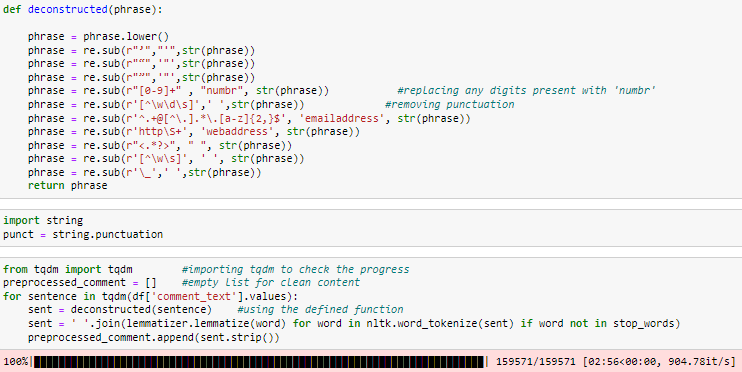 def deconstructed(phrase):
phrase = phrase.lower()
phrase = re.sub(r"’","'",str(phrase))
phrase = re.sub(r"“",'"',str(phrase))
phrase = re.sub(r"”",'"',str(phrase))
phrase = re.sub(r"[0-9]+" , "numbr", str(phrase)) #replacing any digits present with 'numbr'
phrase = re.sub(r'[^\w\d\s]',' ',str(phrase)) #removing punctuation
phrase = re.sub(r'^.+@[^\.].*\.[a-z]{2,}$', 'emailaddress', str(phrase))
phrase = re.sub(r'http\S+', 'webaddress', str(phrase))
phrase = re.sub(r"<.*?>", " ", str(phrase))
phrase = re.sub(r'[^\w\s]', ' ', str(phrase))
phrase = re.sub(r'\_',' ',str(phrase))
return phrase
import string
punct = string.punctuation
from tqdm import tqdm #importing tqdm to check the progress
preprocessed_comment = [] #empty list for clean content
for sentence in tqdm(df['comment_text'].values):
sent = deconstructed(sentence) #using the defined function
sent = ' '.join(lemmatizer.lemmatize(word) for word in nltk.word_tokenize(sent) if word not in stop_words)
preprocessed_comment.append(sent.strip())
100%| | 159571/159571 [02:56<00:00, 904.78it/s]